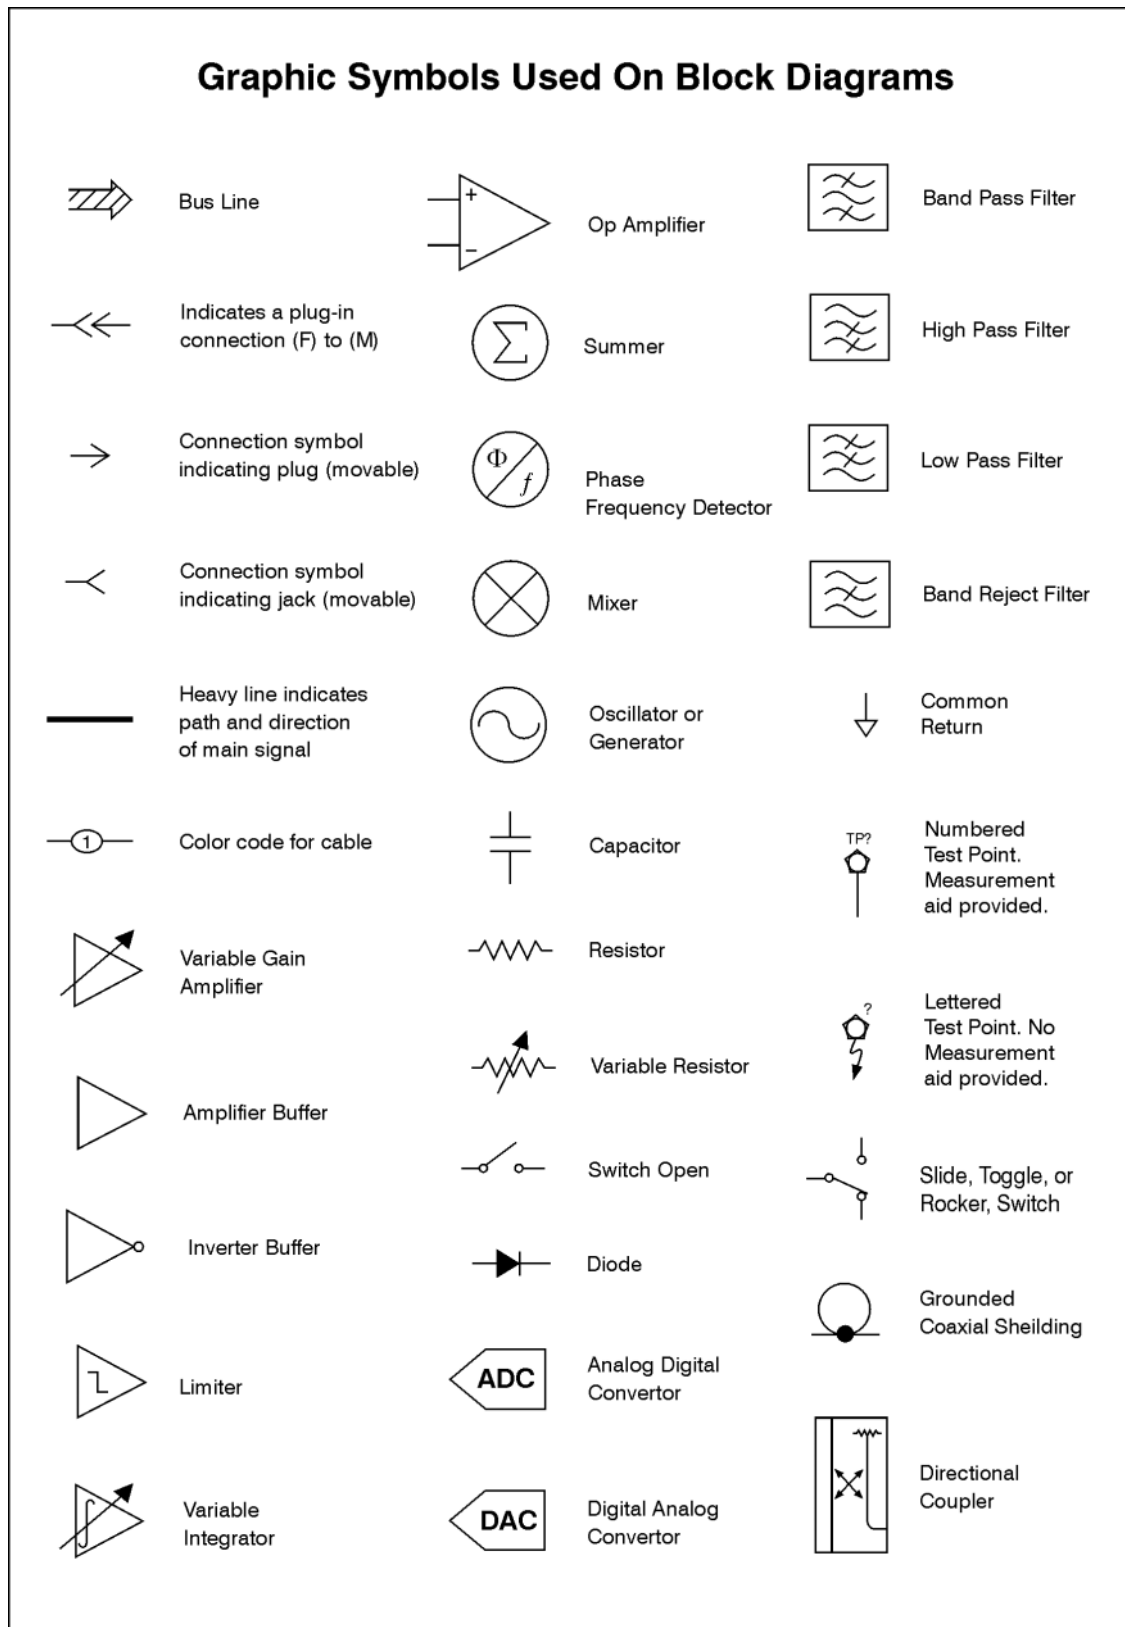 Graphic Symbols Used On Block Diagrams
Bus Line
Indicates a plug-in
connection (F) to (M)
Connection symbol
indicating plug (movable)
Connection symbol
indicating jack (movable)
Heavy line indicates
path and direction
of main signal
1
Color code for cable
Variable Gain
Amplifier
Amplifier Buffer
Inverter Buffer
Limiter
Variable
Integrator
+
−
Op Amplifier
Σ
Summer
Φ
f
Phase
Frequency Detector
Mixer
Oscillator or
Generator
Capacitor
Resistor
Variable Resistor
Switch Open
Diode
ADC
Analog Digital
Convertor
DAC
Digital Analog
Convertor
Band Pass Filter
High Pass Filter
Low Pass Filter
Band Reject Filter
Common
Return
TP?
Numbered
Test Point.
Measurement
aid provided.
?
Lettered
Test Point. No
Measurement
aid provided.
Slide, Toggle, or
Rocker, Switch
Grounded
Coaxial Sheilding
Directional
Coupler